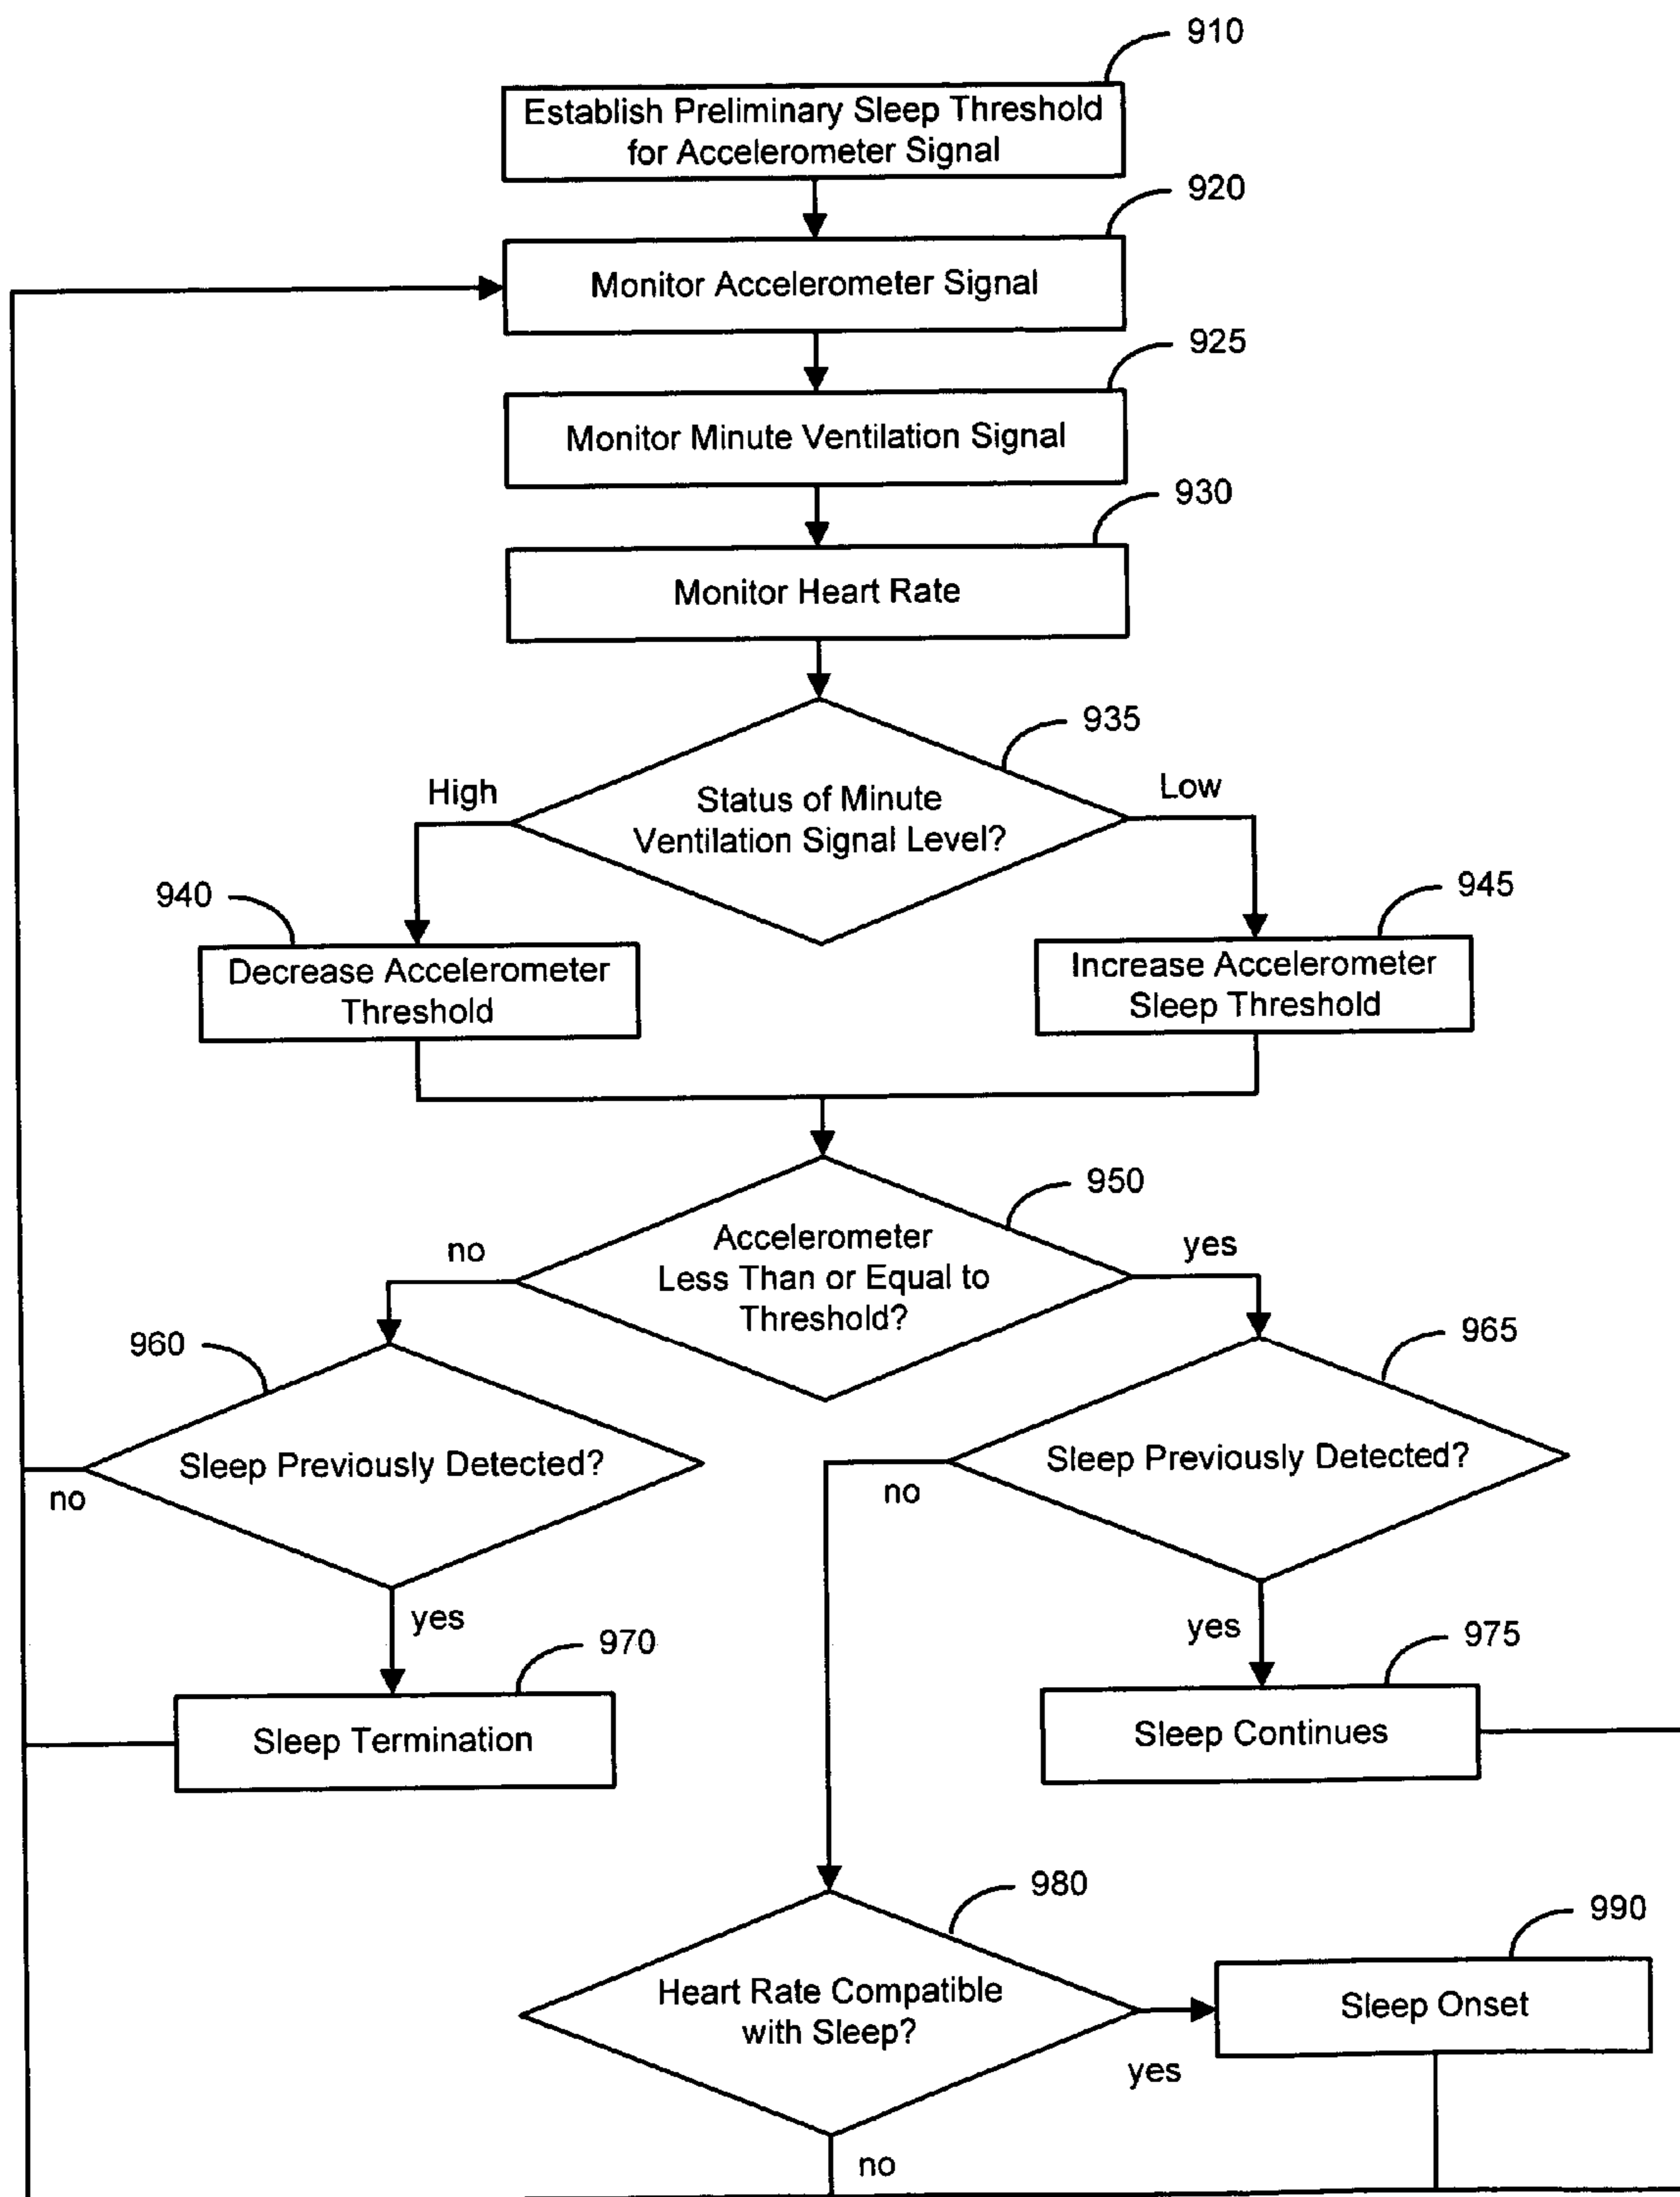 910
Establish Preliminary Sleep Threshold
for Accelerometer Signal
920
Monitor Accelerometer Signal
925
Monitor Minute Ventilation Signal
930
Monitor Heart Rate
935
High
Status of Minute
Ventilation Signal Level?
Low
940
945
Decrease Accelerometer
Threshold
Increase Accelerometer
Sleep Threshold
950
no
Accelerometer
Less Than or Equal to
Threshold?
yes
960
965
Sleep Previously Detected?
no
Sleep Previously Detected?
no
yes
970
yes
975
Sleep Termination
Sleep Continues
980
990
Heart Rate Compatible
with Sleep?
Sleep Onset
yes
no